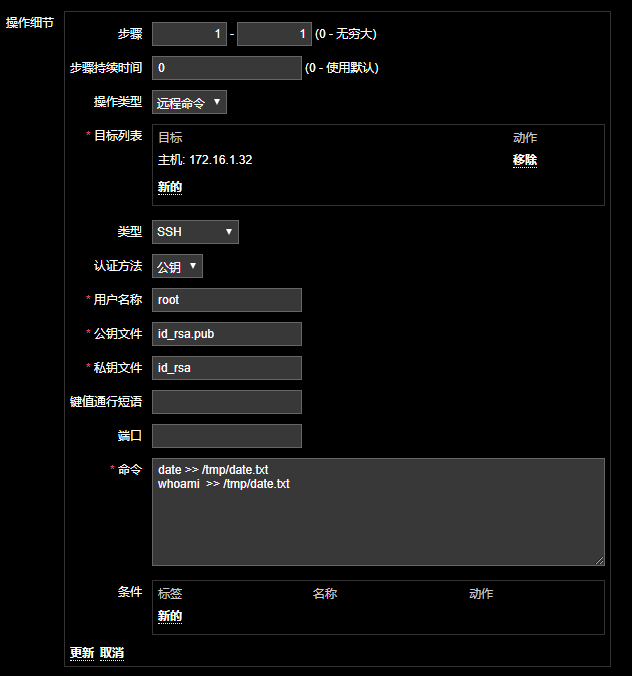 操作细节
步骤 1 - 1 (0 - 无穷大)
步骤持续时间 0 (0 - 使用默认)
操作类型 远程命令
* 目标列表 目标 动作
主机: 172.16.1.32 移除
新的
类型 SSH
认证方法 公钥
* 用户名称 root
* 公钥文件 id_rsa.pub
* 私钥文件 id_rsa
键值通行短语
端口
* 命令 date >> /tmp/date.txt
whoami  >> /tmp/date.txt
条件 标签 名称 动作
新的
更新 取消